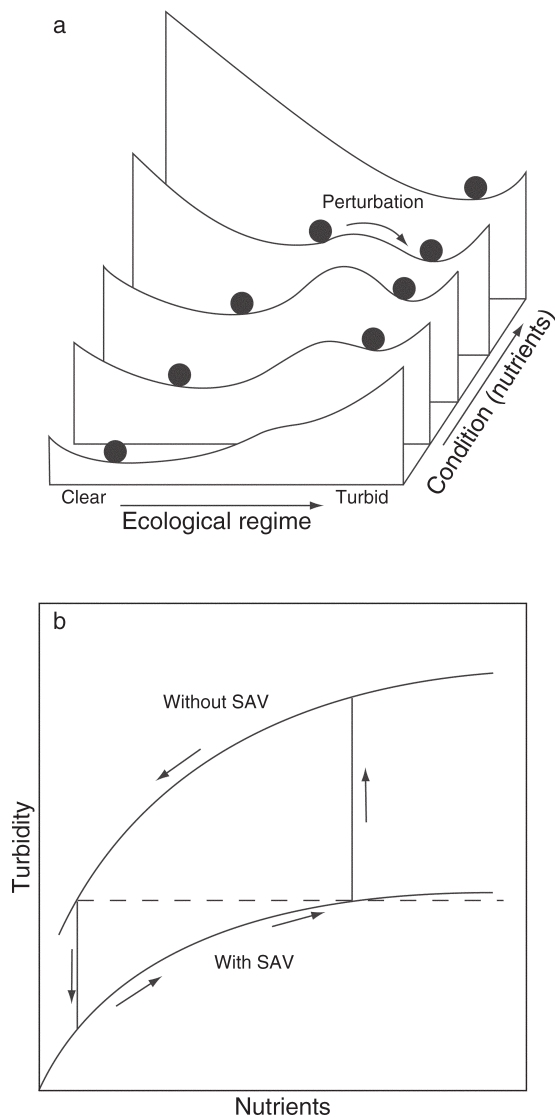 a
Perturbation
Condition (nutrients)
Clear
Turbid
Ecological regime
b
Without SAV
Turbidity
With SAV
Nutrients